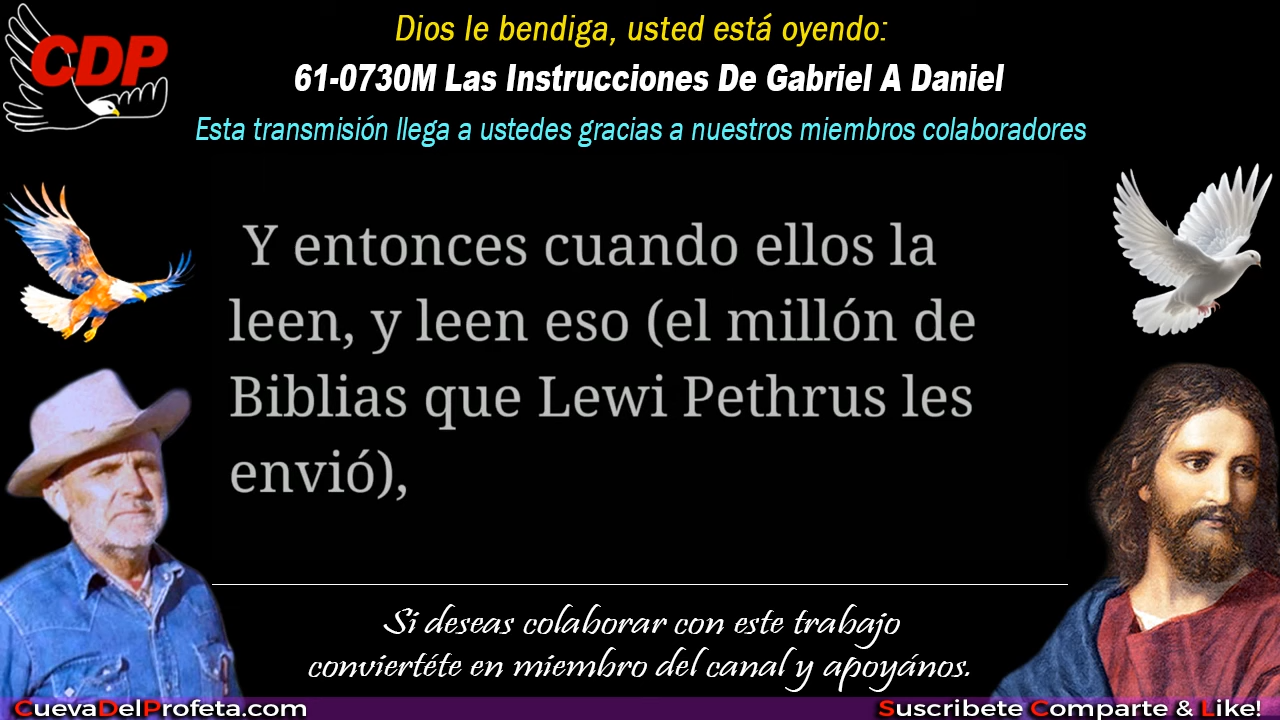 CDP
Dios le bendiga, usted está oyendo:
61-0730M Las Instrucciones De Gabriel A Daniel
Esta transmisión llega a ustedes gracias a nuestros miembros colaboradores
Y entonces cuando ellos la
leen, y leen eso (el millón de
Biblias que Lewi Pethrus les
envió),
Si deseas colaborar con este trabajo
conviertéte en miembro del canal y apoyános.
CuevaDelProfeta.com
Suscribete Comparte & Like!